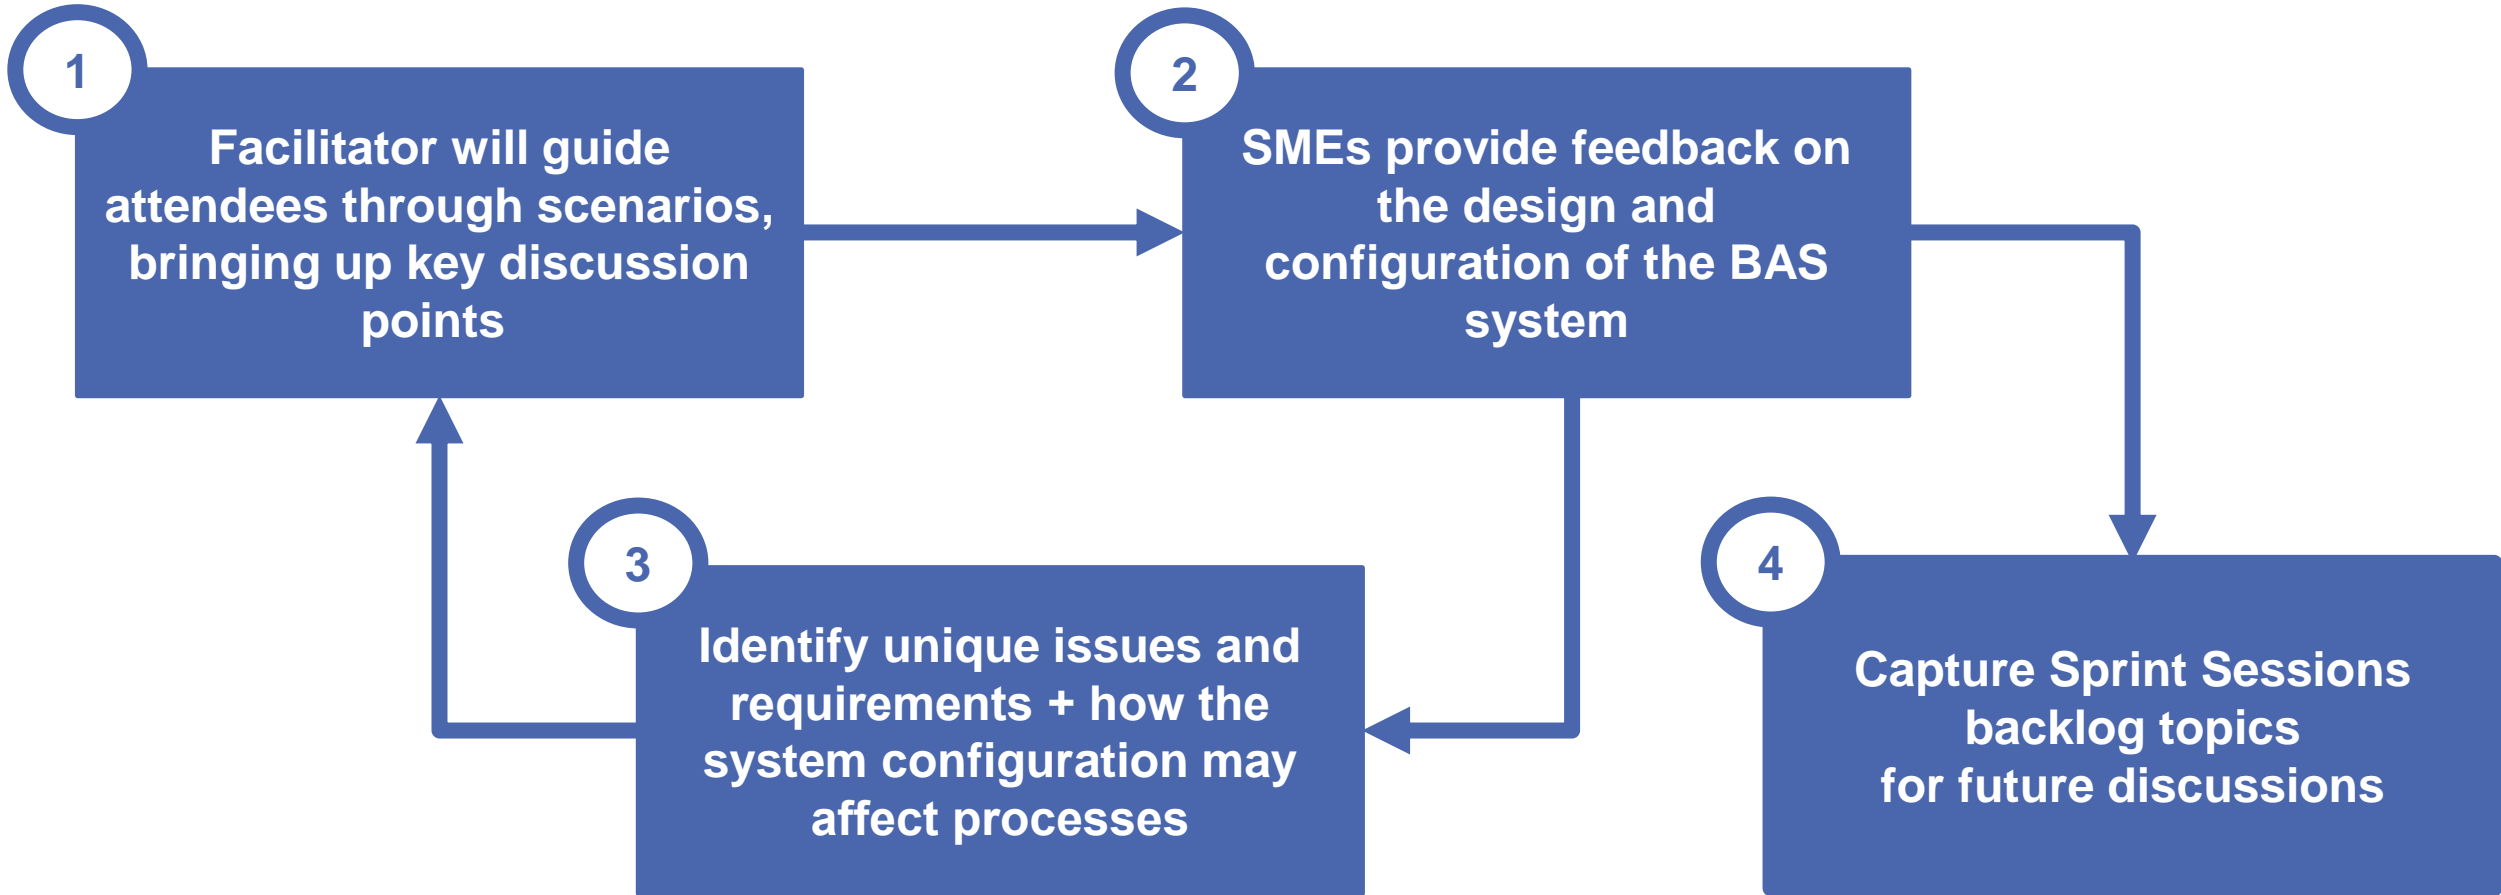 1
Facilitator will guide
attendees through scenarios,
bringing up key discussion
points
2
SMEs provide feedback on
the design and
configuration of the BAS
system
3
Identify unique issues and
requirements + how the
system configuration may
affect processes
4
Capture Sprint Sessions
backlog topics
for future discussions